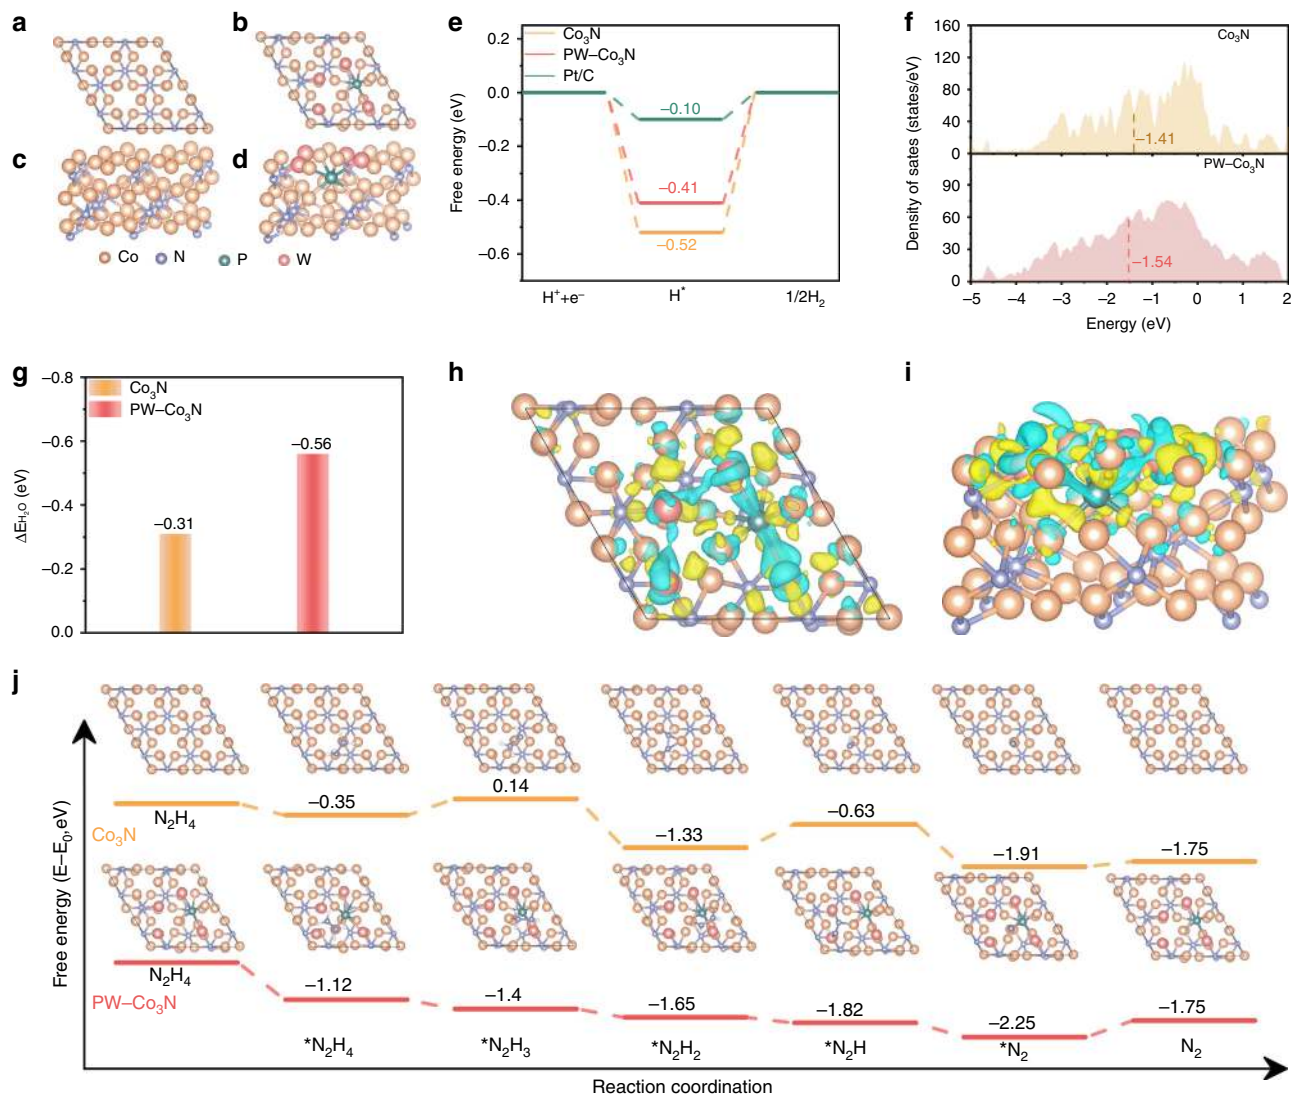 a
b
c
d
Co
N
P
W
e
Co₃N
PW–Co₃N
Pt/C
0.2
0.0
−0.2
−0.4
−0.6
Free energy (eV)
−0.10
−0.41
−0.52
H⁺+e⁻
H*
1/2H₂
f
Co₃N
160
120
80
40
0
−1.41
PW–Co₃N
90
60
30
0
−1.54
Density of sates (states/eV)
−5
−4
−3
−2
−1
0
1
2
Energy (eV)
g
−0.8
−0.6
−0.4
−0.2
0.0
ΔE_H₂O (eV)
Co₃N
PW–Co₃N
−0.31
−0.56
h
i
j
Free energy (E–E₀,eV)
N₂H₄
−0.35
0.14
−1.33
−0.63
−1.91
−1.75
Co₃N
N₂H₄
−1.12
−1.4
−1.65
−1.82
−2.25
−1.75
PW–Co₃N
*N₂H₄
*N₂H₃
*N₂H₂
*N₂H
*N₂
N₂
Reaction coordination